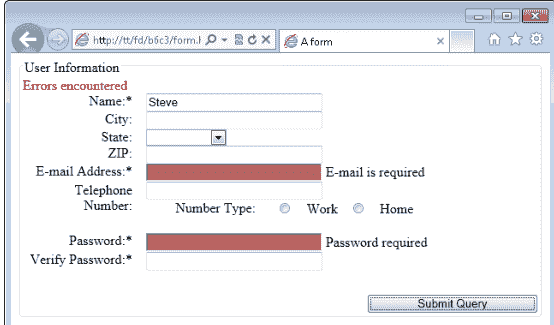 http://tt/fd/b6c3/form.h
A form
User Information
Errors encountered
Name:* Steve
City:
State:
ZIP:
E-mail Address:* E-mail is required
Telephone
Number: Number Type: Work Home
Password:* Password required
Verify Password:*
Submit Query